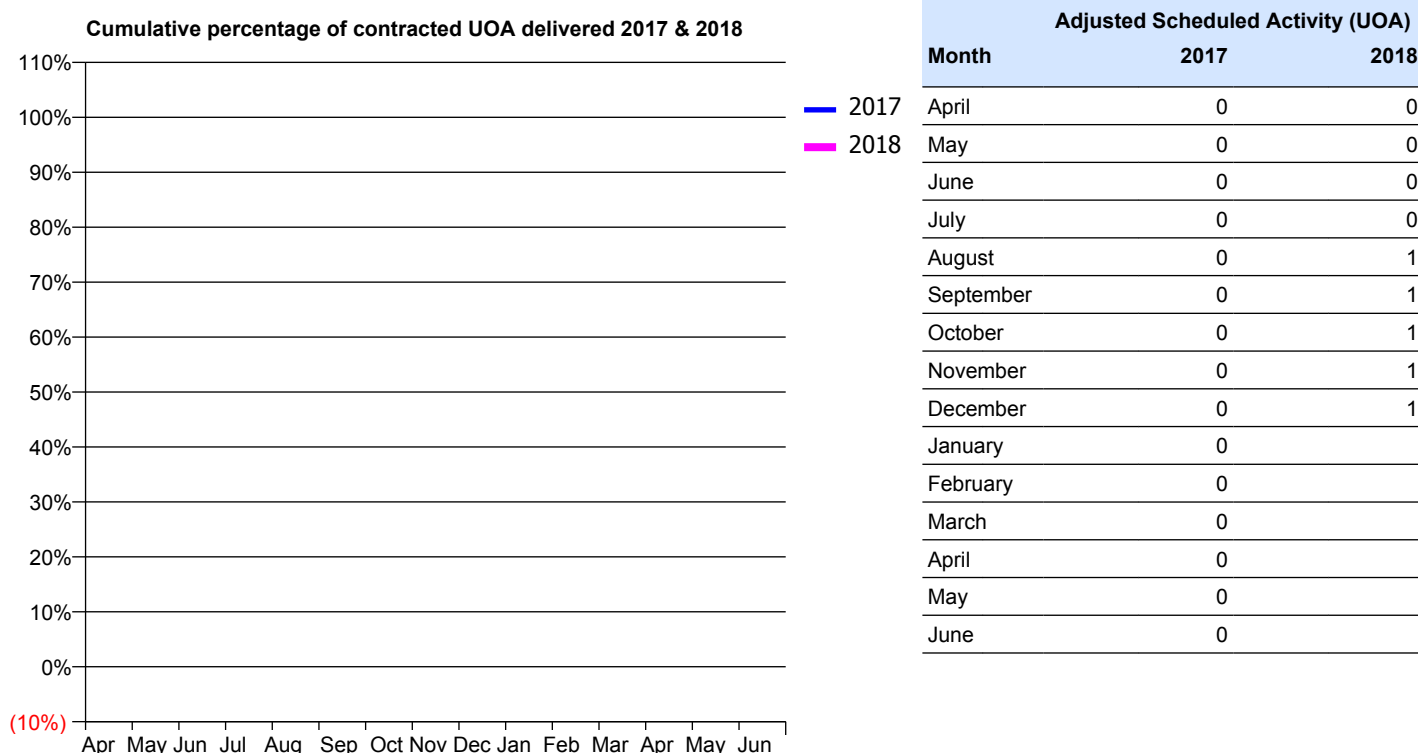 Cumulative percentage of contracted UOA delivered 2017 & 2018
110%
100%
90%
80%
70%
60%
50%
40%
30%
20%
10%
0%
(10%)
Apr May Jun Jul Aug Sep Oct Nov Dec Jan Feb Mar Apr May Jun
2017
2018
Adjusted Scheduled Activity (UOA)
Month 2017 2018
April 0 0
May 0 0
June 0 0
July 0 0
August 0 1
September 0 1
October 0 1
November 0 1
December 0 1
January 0
February 0
March 0
April 0
May 0
June 0